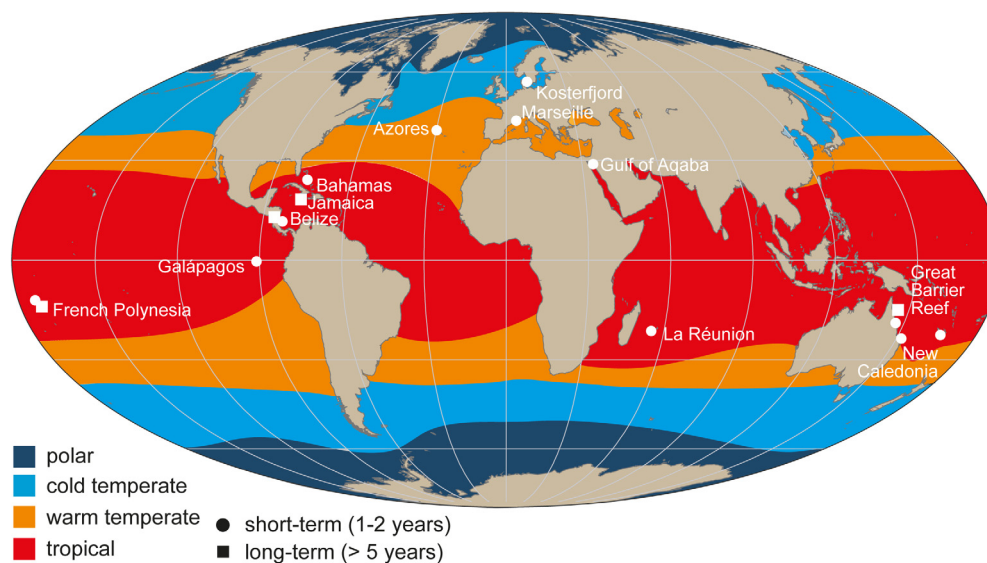 Kosterfjord
Marseille
Azores
Gulf of Aqaba
Bahamas
Jamaica
Belize
Galápagos
French Polynesia
Great
Barrier
Reef
La Réunion
New
Caledonia
polar
cold temperate
warm temperate
tropical
short-term (1-2 years)
long-term (> 5 years)